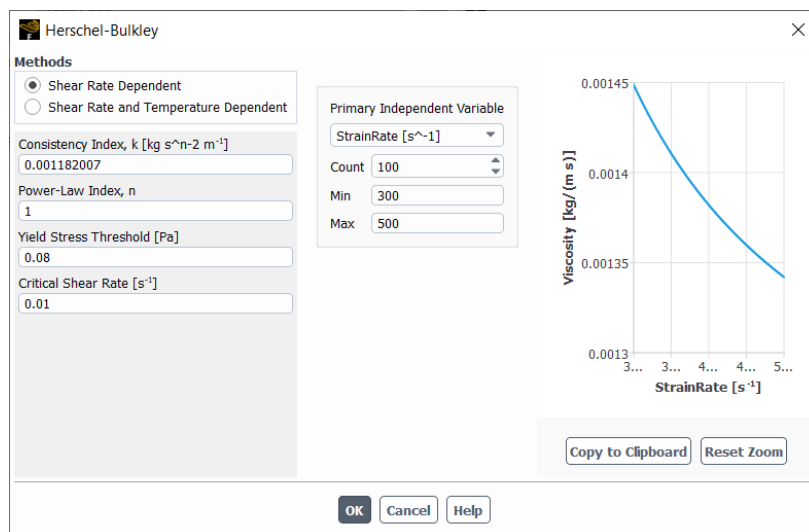 Herschel-Bulkley
Methods
Shear Rate Dependent
Shear Rate and Temperature Dependent
Consistency Index, k [kg s^n-2 m⁻¹]
0.001182007
Power-Law Index, n
1
Yield Stress Threshold [Pa]
0.08
Critical Shear Rate [s⁻¹]
0.01
Primary Independent Variable
StrainRate [s^-1]
Count 100
Min 300
Max 500
Viscosity [kg/(m s)]
0.00145
0.0014
0.00135
0.0013
3... 3... 4... 4... 5...
StrainRate [s⁻¹]
Copy to Clipboard Reset Zoom
OK Cancel Help